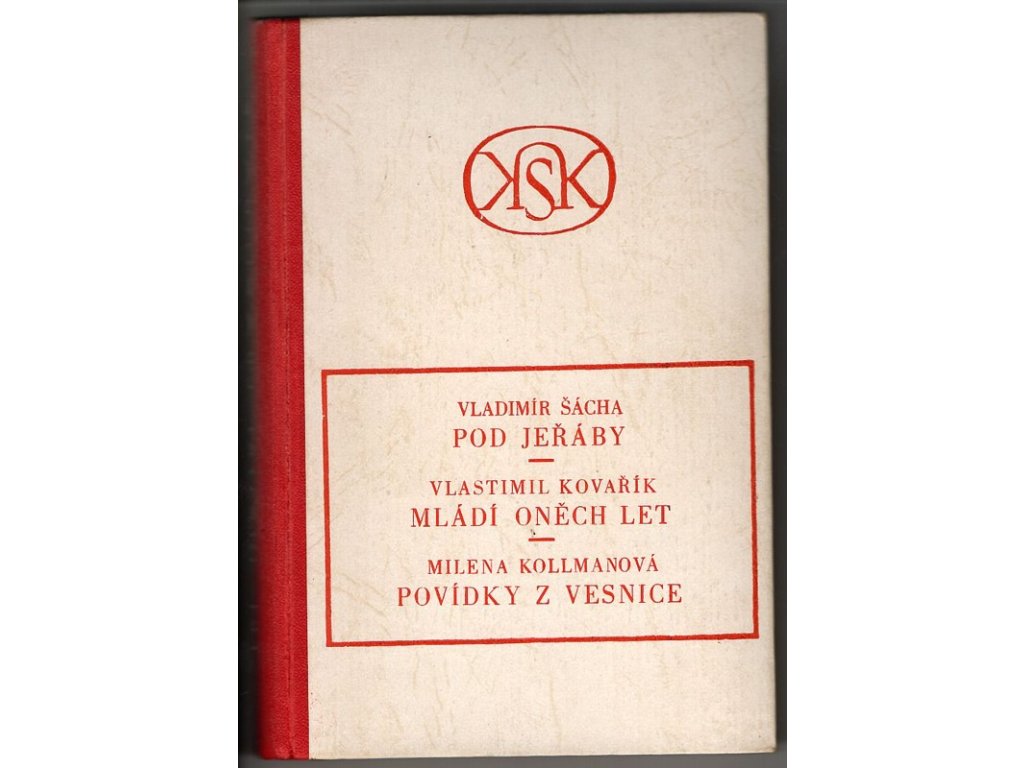 KSK
VLADIMÍR ŠÁCHA
POD JEŘÁBY
VLASTIMIL KOVAŘÍK
MLÁDÍ ONĚCH LET
MILENA KOLLMANOVÁ
POVÍDKY Z VESNICE